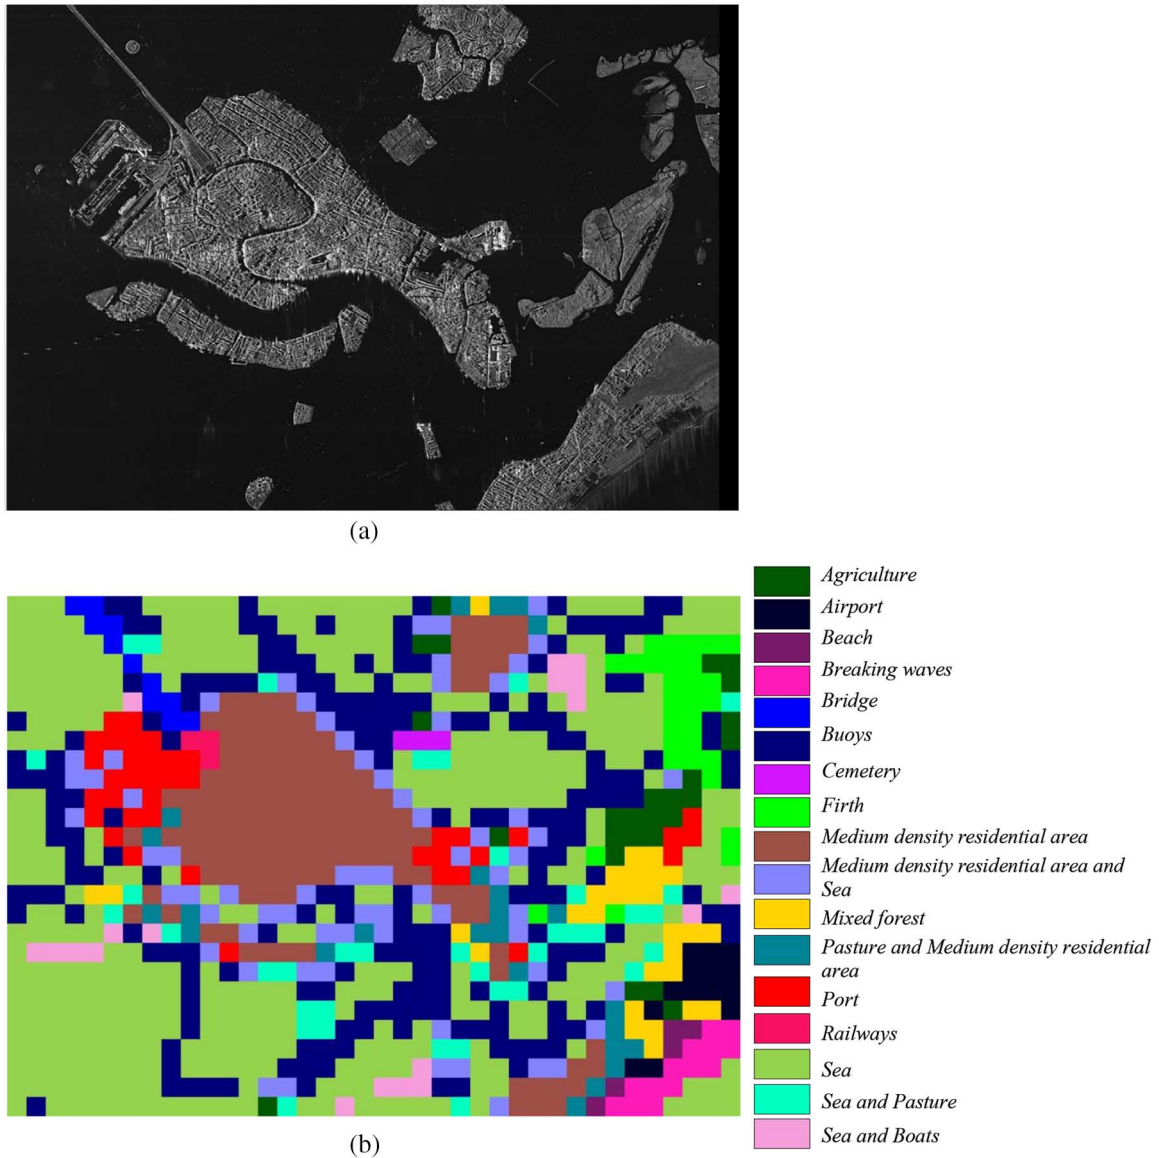 (a)
Agriculture
Airport
Beach
Breaking waves
Bridge
Buoys
Cemetery
Firth
Medium density residential area
Medium density residential area and
Sea
Mixed forest
Pasture and Medium density residential
area
Port
Railways
Sea
Sea and Pasture
Sea and Boats
(b)